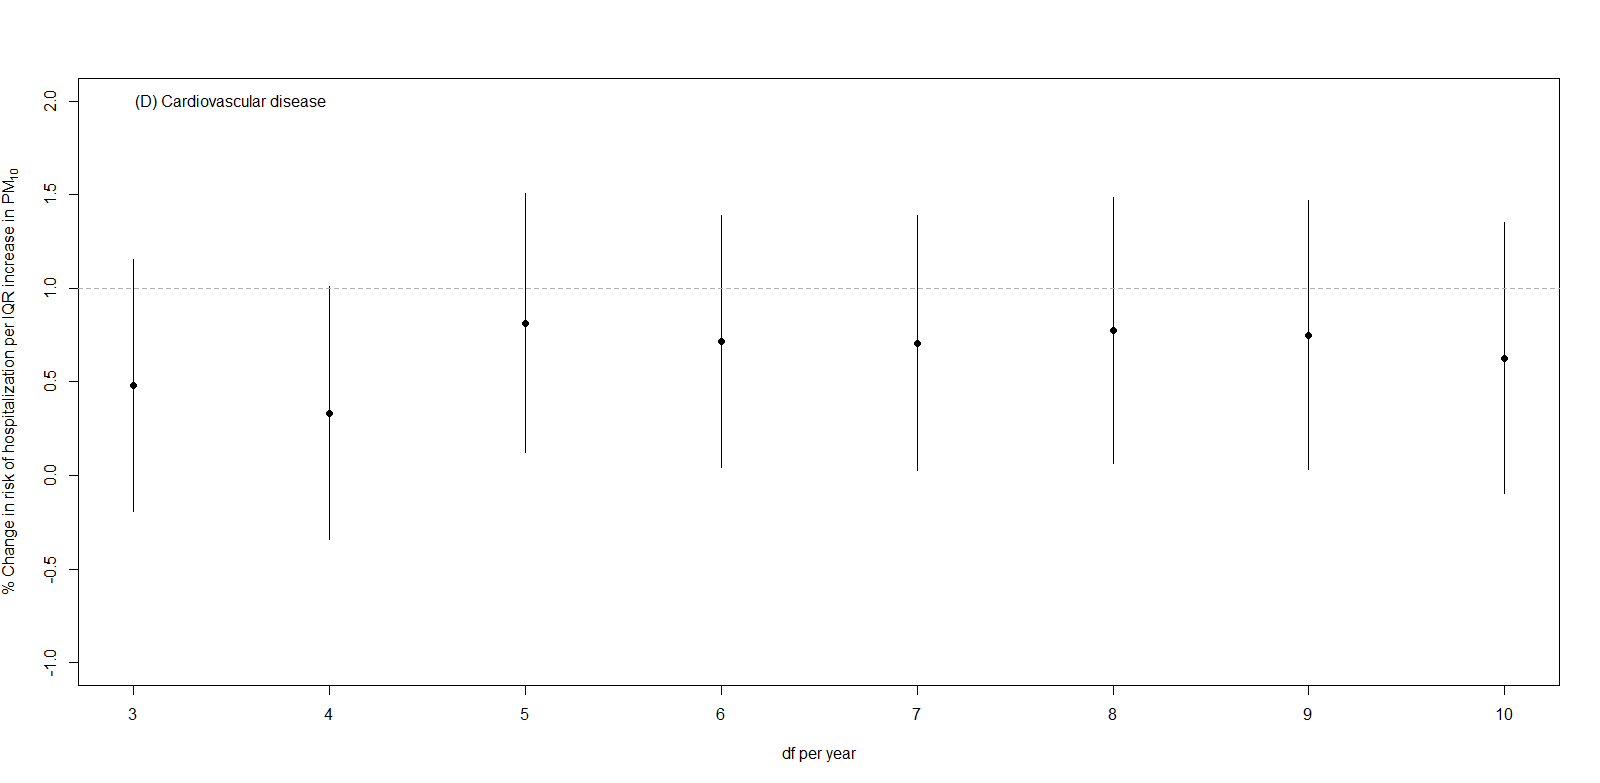 (D) Cardiovascular disease
% Change in risk of hospitalization per IQR increase in PM10
2.0
1.5
1.0
0.5
0.0
-0.5
-1.0
3 4 5 6 7 8 9 10
df per year